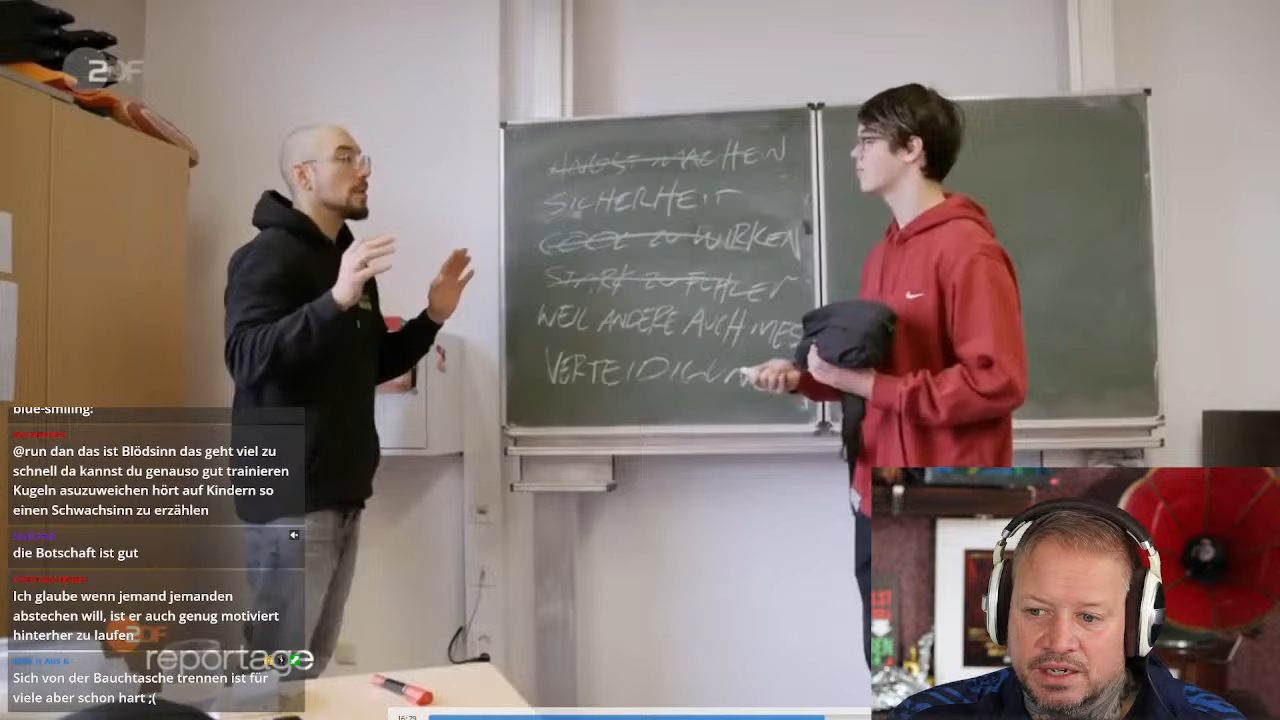 ZDF
ANGST MACHEN
SICHERHEIT
COOL ZU WIRKEN
STARK ZU FÜHLEN
WEIL ANDERE AUCH MES
VERTEIDIGUN
blue-smiling:
@run dan das ist Blödsinn das geht viel zu
schnell da kannst du genauso gut trainieren
Kugeln asuzuweichen hört auf Kindern so
einen Schwachsinn zu erzählen
die Botschaft ist gut
Ich glaube wenn jemand jemanden
abstechen will, ist er auch genug motiviert
hinterher zu laufen
ZDF
reportage
Sich von der Bauchtasche trennen ist für
viele aber schon hart ;(
16:29